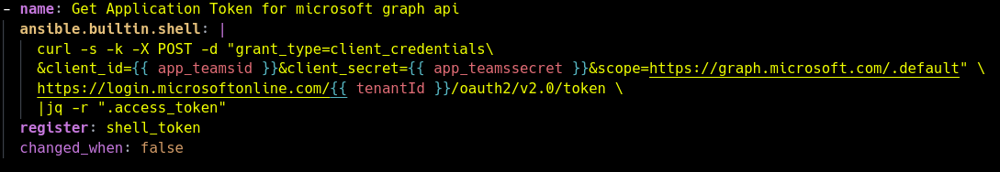 - name: Get Application Token for microsoft graph api
ansible.builtin.shell: |
curl -s -k -X POST -d "grant_type=client_credentials\
&client_id={{ app_teamsid }}&client_secret={{ app_teamssecret }}&scope=https://graph.microsoft.com/.default" \
https://login.microsoftonline.com/{{ tenantId }}/oauth2/v2.0/token \
|jq -r ".access_token"
register: shell_token
changed_when: false